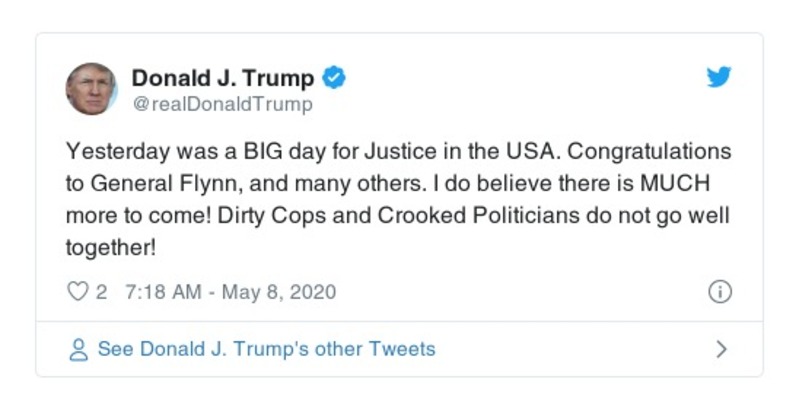 Donald J. Trump
@realDonaldTrump
Yesterday was a BIG day for Justice in the USA. Congratulations
to General Flynn, and many others. I do believe there is MUCH
more to come! Dirty Cops and Crooked Politicians do not go well
together!
2 7:18 AM - May 8, 2020
See Donald J. Trump's other Tweets